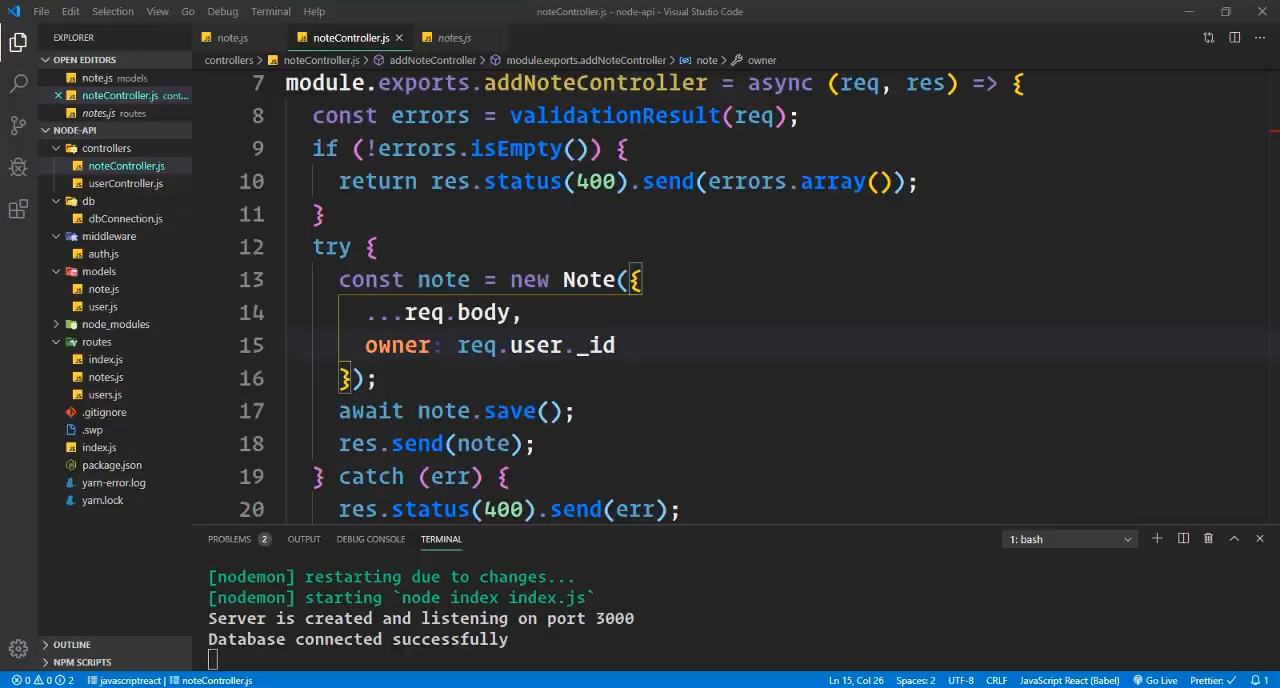 File Edit Selection View Go Debug Terminal Help noteController.js - node-api - Visual Studio Code
EXPLORER
OPEN EDITORS
note.js models
noteController.js cont...
notes.js routes
NODE-API
controllers
noteController.js
userController.js
db
dbConnection.js
middleware
auth.js
models
note.js
user.js
node_modules
routes
index.js
notes.js
users.js
.gitignore
.swp
index.js
package.json
yarn-error.log
yarn.lock
OUTLINE
NPM SCRIPTS
note.js noteController.js notes.js
controllers > noteController.js > addNoteController > module.exports.addNoteController > note > owner
7 module.exports.addNoteController = async (req, res) => {
8 const errors = validationResult(req);
9 if (!errors.isEmpty()) {
10 return res.status(400).send(errors.array());
11 }
12 try {
13 const note = new Note({
14 ...req.body,
15 owner: req.user._id
16 });
17 await note.save();
18 res.send(note);
19 } catch (err) {
20 res.status(400).send(err);
PROBLEMS 2 OUTPUT DEBUG CONSOLE TERMINAL 1: bash
[nodemon] restarting due to changes...
[nodemon] starting `node index index.js`
Server is created and listening on port 3000
Database connected successfully
0 0 2 javascriptreact | noteController.js Ln 15, Col 26 Spaces: 2 UTF-8 CRLF JavaScript React (Babel) Go Live Prettier: ✓ 1